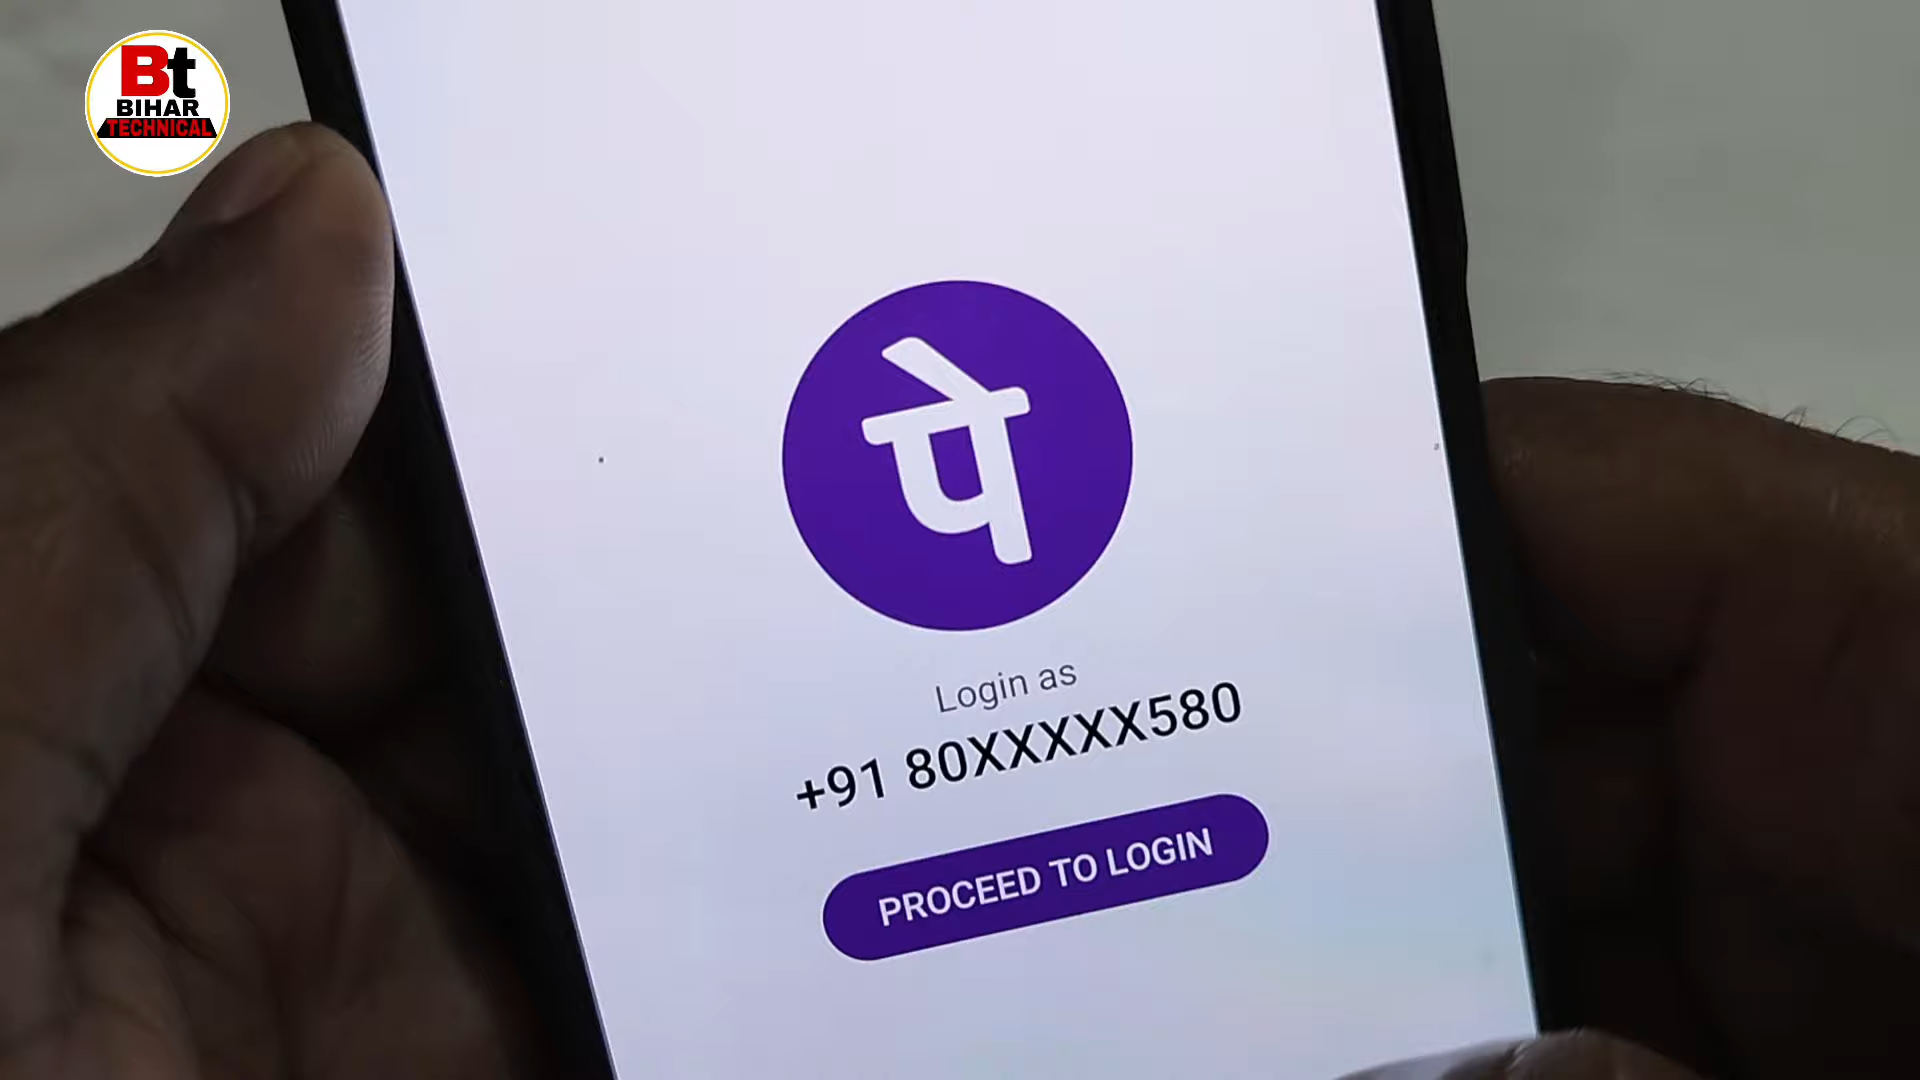 Bt
BIHAR
TECHNICAL
पे
Login as
+91 80XXXXX580
PROCEED TO LOGIN